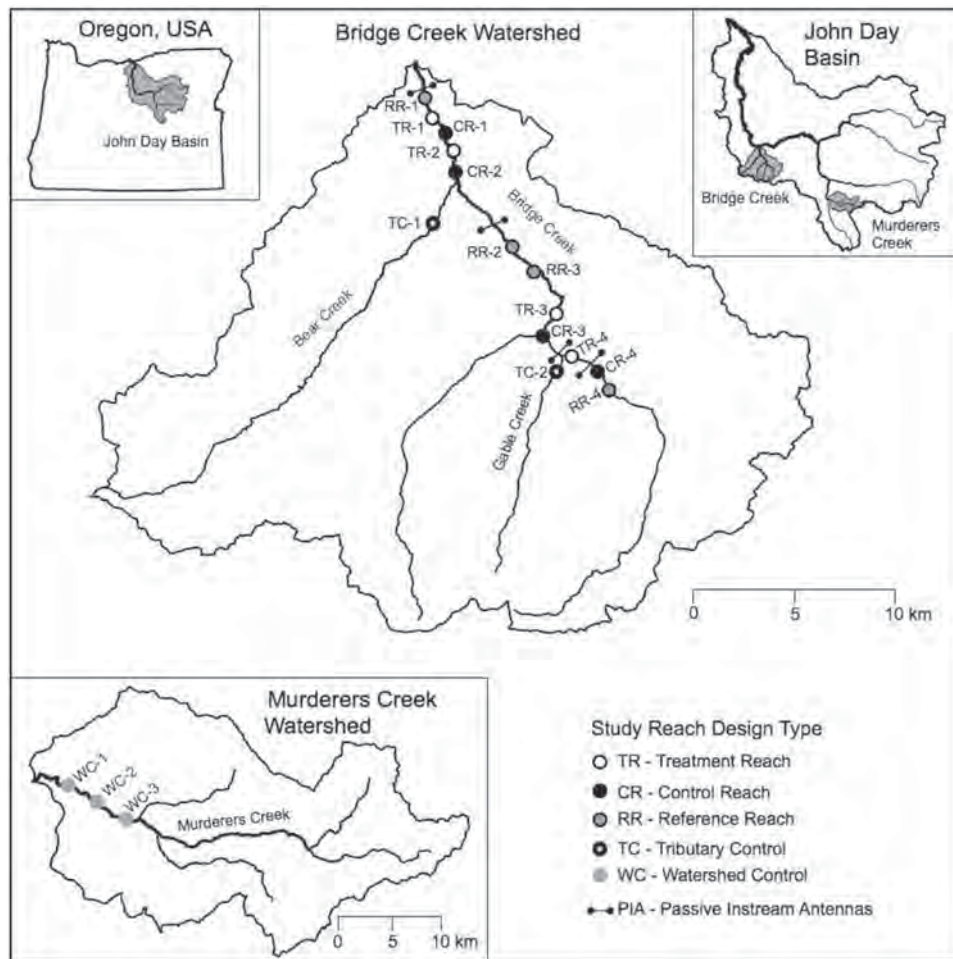 Oregon, USA
John Day Basin
Bridge Creek Watershed
John Day
Basin
Bridge Creek
Murderers
Creek
RR-1
TR-1
CR-1
TR-2
CR-2
TC-1
Bridge Creek
RR-2
RR-3
Bear Creek
TR-3
CR-3
TR-4
TC-2
CR-4
RR-4
Gable Creek
0 5 10 km
Murderers Creek
Watershed
WC-1
WC-2
WC-3
Murderers Creek
0 5 10 km
Study Reach Design Type
TR - Treatment Reach
CR - Control Reach
RR - Reference Reach
TC - Tributary Control
WC - Watershed Control
PIA - Passive Instream Antennas